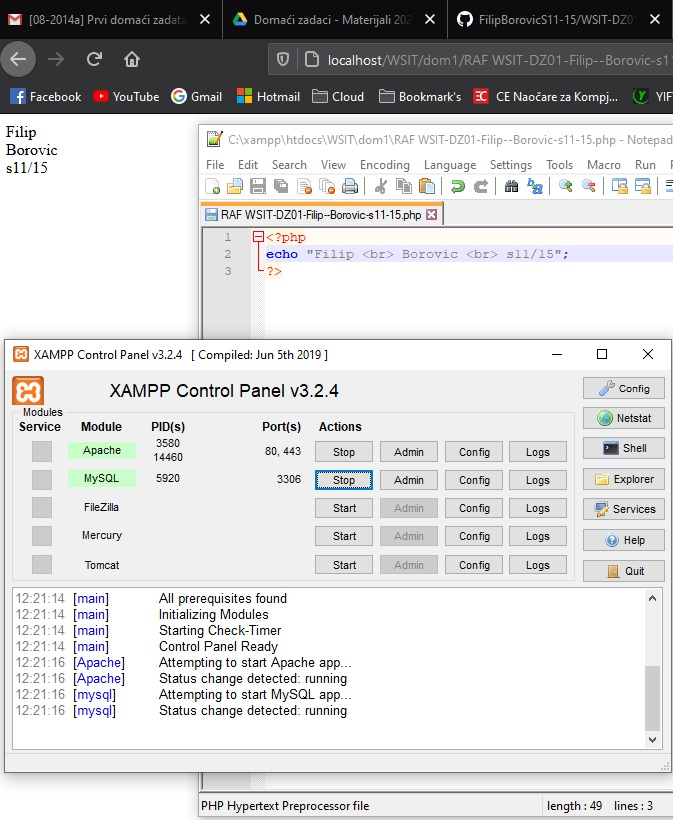 [08-2014a] Prvi domaći zadata
Domaći zadaci - Materijali 202
FilipBorovicS11-15/WSIT-DZ01
localhost/WSIT/dom1/RAF WSIT-DZ01-Filip--Borovic-s11
Facebook YouTube Gmail Hotmail Cloud Bookmark's CE Naočare za Kompj... YIF
Filip
Borovic
s11/15
C:\xampp\htdocs\WSIT\dom1\RAF WSIT-DZ01-Filip--Borovic-s11-15.php - Notepad
File Edit Search View Encoding Language Settings Tools Macro Run
RAF WSIT-DZ01-Filip--Borovic-s11-15.php
1 <?php
2 echo "Filip <br> Borovic <br> s11/15";
3 ?>
XAMPP Control Panel v3.2.4 [ Compiled: Jun 5th 2019 ]
XAMPP Control Panel v3.2.4
Modules
Service Module PID(s) Port(s) Actions
Apache 3580 14460 80, 443 Stop Admin Config Logs
MySQL 5920 3306 Stop Admin Config Logs
FileZilla Start Admin Config Logs
Mercury Start Admin Config Logs
Tomcat Start Admin Config Logs
Config
Netstat
Shell
Explorer
Services
Help
Quit
12:21:14 [main] All prerequisites found
12:21:14 [main] Initializing Modules
12:21:14 [main] Starting Check-Timer
12:21:14 [main] Control Panel Ready
12:21:16 [Apache] Attempting to start Apache app...
12:21:16 [Apache] Status change detected: running
12:21:16 [mysql] Attempting to start MySQL app...
12:21:16 [mysql] Status change detected: running
PHP Hypertext Preprocessor file length : 49 lines : 3